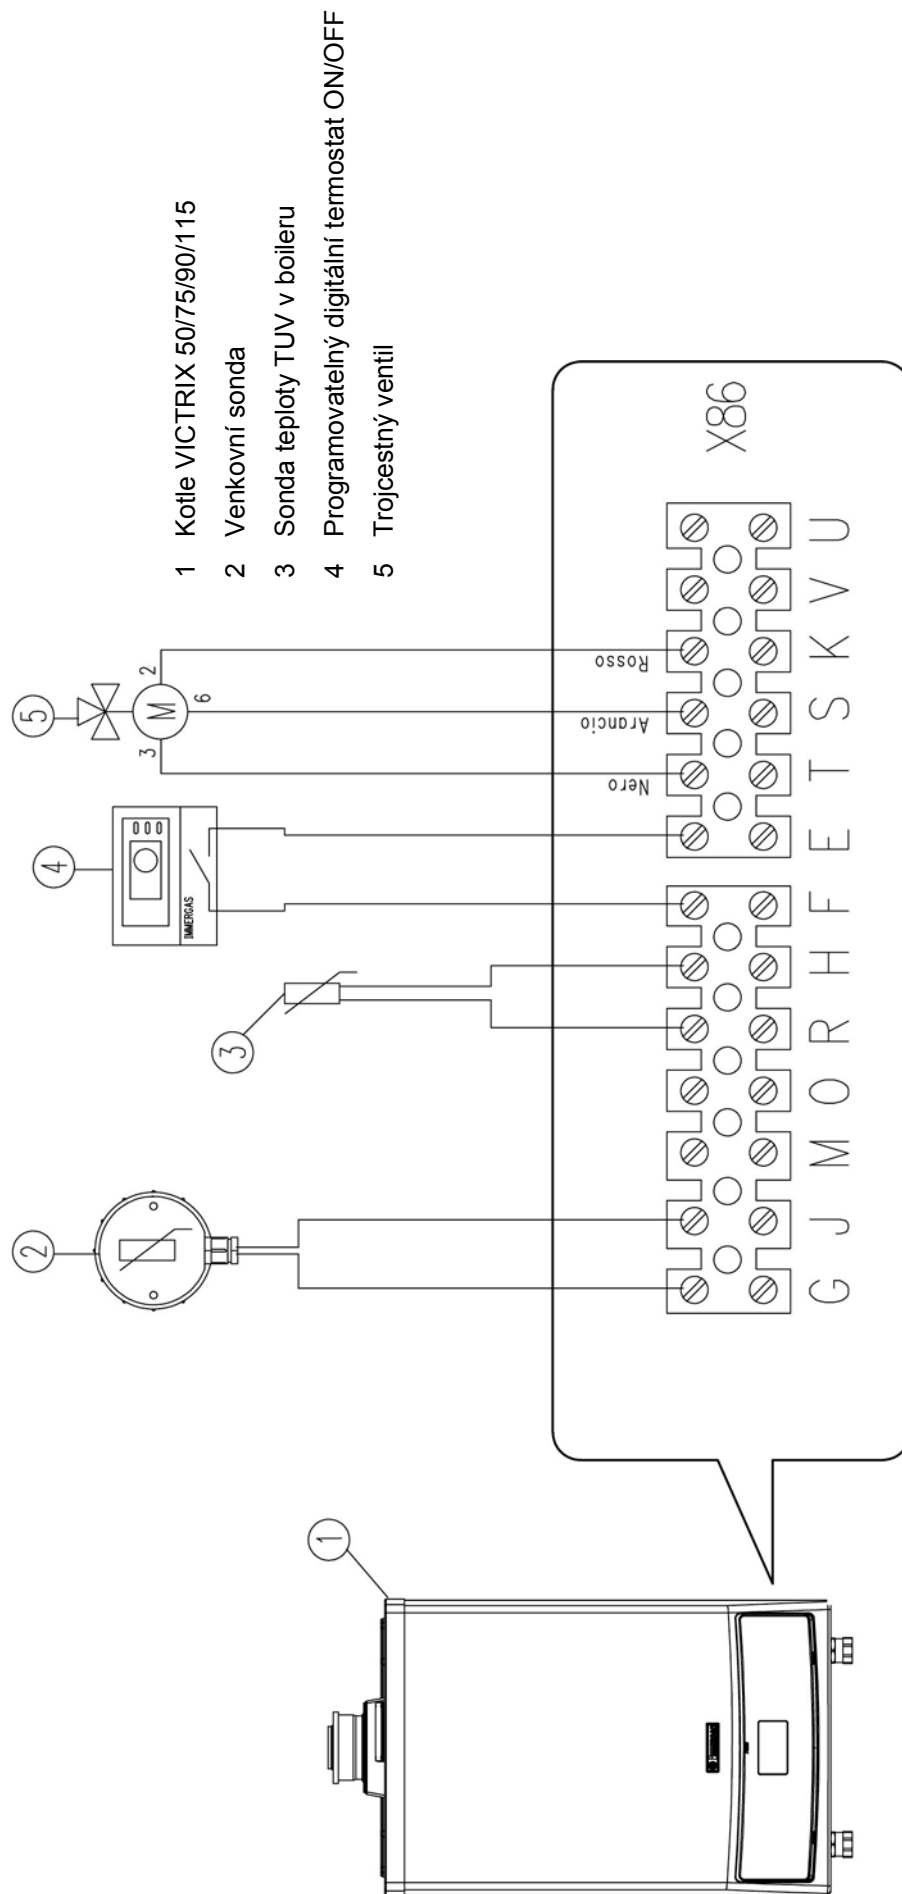 1 Kotle VICTRIX 50/75/90/115
2 Venkovní sonda
3 Sonda teploty TUV v boileru
4 Programovatelný digitální termostat ON/OFF
5 Trojcestný ventil
1
2
3
4
5
IMMERGAS
M
3
6
2
Nero
Arancio
Rosso
X86
G J M O R H F E T S K V U